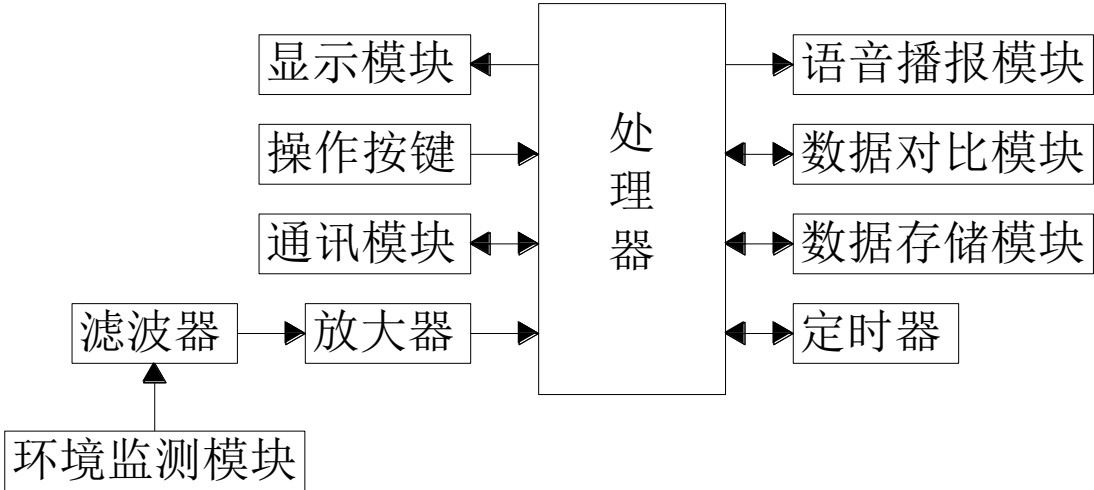 显示模块
语音播报模块
操作按键
处理器
数据对比模块
通讯模块
数据存储模块
滤波器
放大器
定时器
环境监测模块